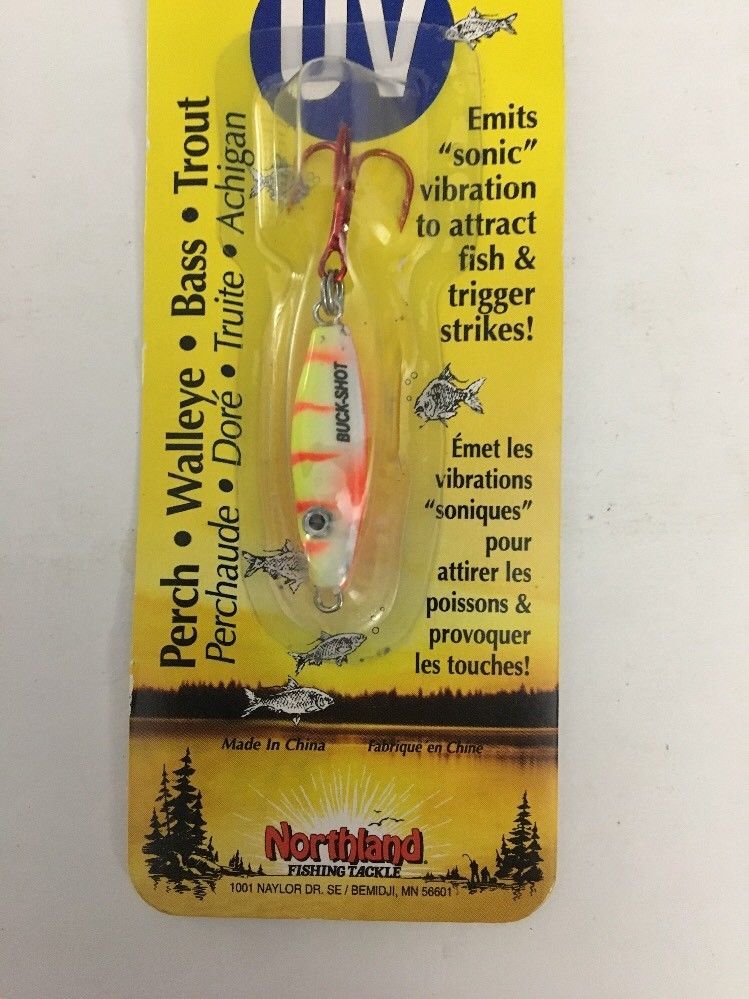 UV
Emits
“sonic”
vibration
to attract
fish &
trigger
strikes!
Perch • Walleye • Bass • Trout
Perchaude • Doré • Truite • Achigan
BUCK-SHOT
Émet les
vibrations
“soniques”
pour
attirer les
poissons &
provoquer
les touches!
Made In China
Fabriqué en Chine
Northland®
FISHING TACKLE
1001 NAYLOR DR. SE / BEMIDJI, MN 56601